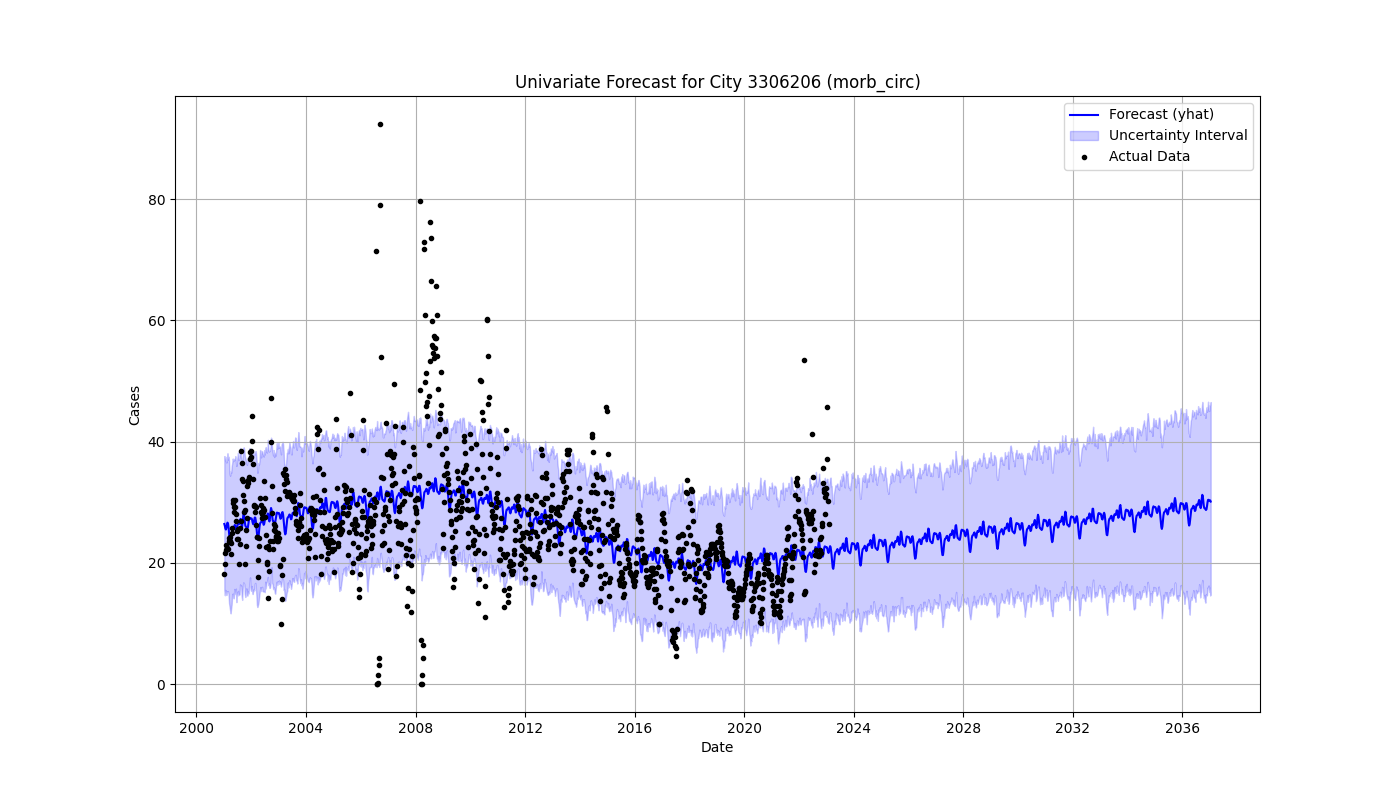 Univariate Forecast for City 3306206 (morb_circ)
Forecast (yhat)
Uncertainty Interval
Actual Data
Cases
80
60
40
20
0
2000 2004 2008 2012 2016 2020 2024 2028 2032 2036
Date